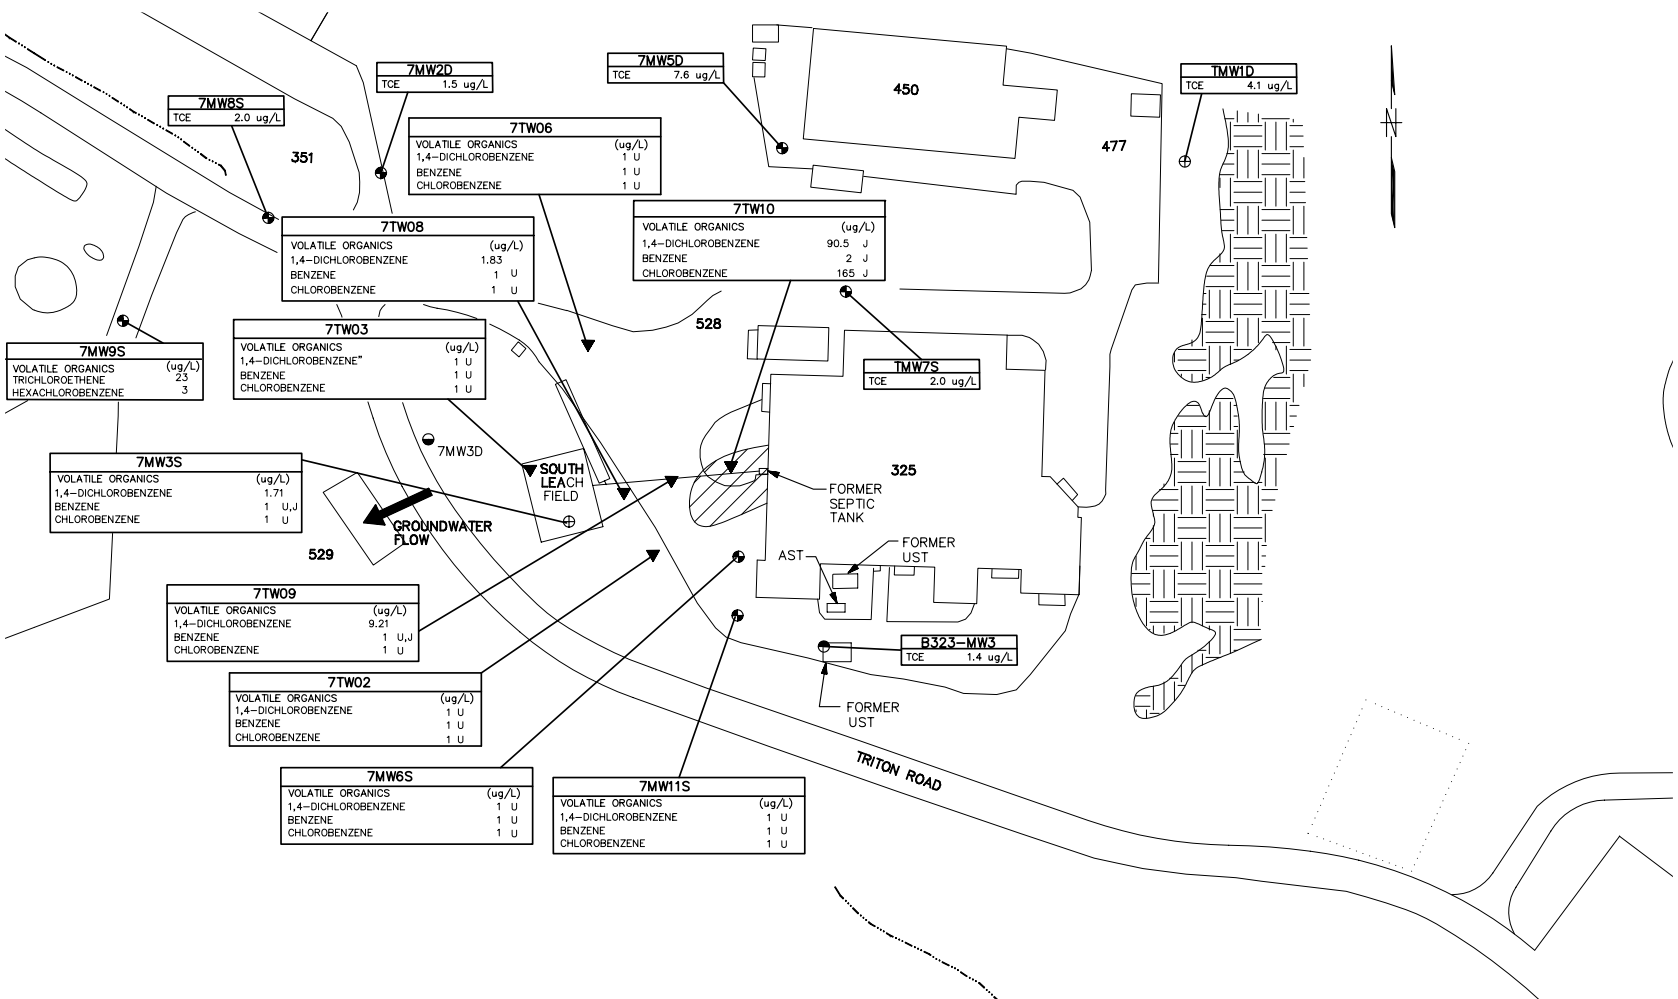 7MW2D
TCE 1.5 ug/L
7MW5D
TCE 7.6 ug/L
TMW1D
TCE 4.1 ug/L
7MW8S
TCE 2.0 ug/L
450
351
477
N
7TW06
VOLATILE ORGANICS (ug/L)
1,4-DICHLOROBENZENE 1 U
BENZENE 1 U
CHLOROBENZENE 1 U
7TW10
VOLATILE ORGANICS (ug/L)
1,4-DICHLOROBENZENE 90.5 J
BENZENE 2 J
CHLOROBENZENE 165 J
7TW08
VOLATILE ORGANICS (ug/L)
1,4-DICHLOROBENZENE 1.83
BENZENE 1 U
CHLOROBENZENE 1 U
528
7TW03
VOLATILE ORGANICS (ug/L)
1,4-DICHLOROBENZENE" 1 U
BENZENE 1 U
CHLOROBENZENE 1 U
7MW9S
VOLATILE ORGANICS (ug/L)
TRICHLOROETHENE 23
HEXACHLOROBENZENE 3
TMW7S
TCE 2.0 ug/L
7MW3D
7MW3S
VOLATILE ORGANICS (ug/L)
1,4-DICHLOROBENZENE 1.71
BENZENE 1 U,J
CHLOROBENZENE 1 U
SOUTH
LEACH
FIELD
325
FORMER
SEPTIC
TANK
GROUNDWATER
FLOW
529
AST
FORMER
UST
7TW09
VOLATILE ORGANICS (ug/L)
1,4-DICHLOROBENZENE 9.21
BENZENE 1 U,J
CHLOROBENZENE 1 U
B323-MW3
TCE 1.4 ug/L
7TW02
VOLATILE ORGANICS (ug/L)
1,4-DICHLOROBENZENE 1 U
BENZENE 1 U
CHLOROBENZENE 1 U
FORMER
UST
7MW6S
VOLATILE ORGANICS (ug/L)
1,4-DICHLOROBENZENE 1 U
BENZENE 1 U
CHLOROBENZENE 1 U
7MW11S
VOLATILE ORGANICS (ug/L)
1,4-DICHLOROBENZENE 1 U
BENZENE 1 U
CHLOROBENZENE 1 U
TRITON ROAD